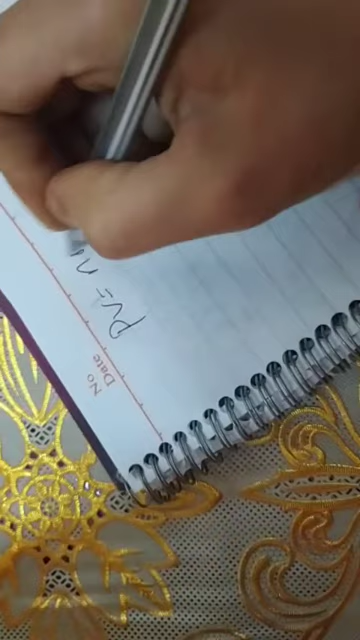 No
Date
PV = n